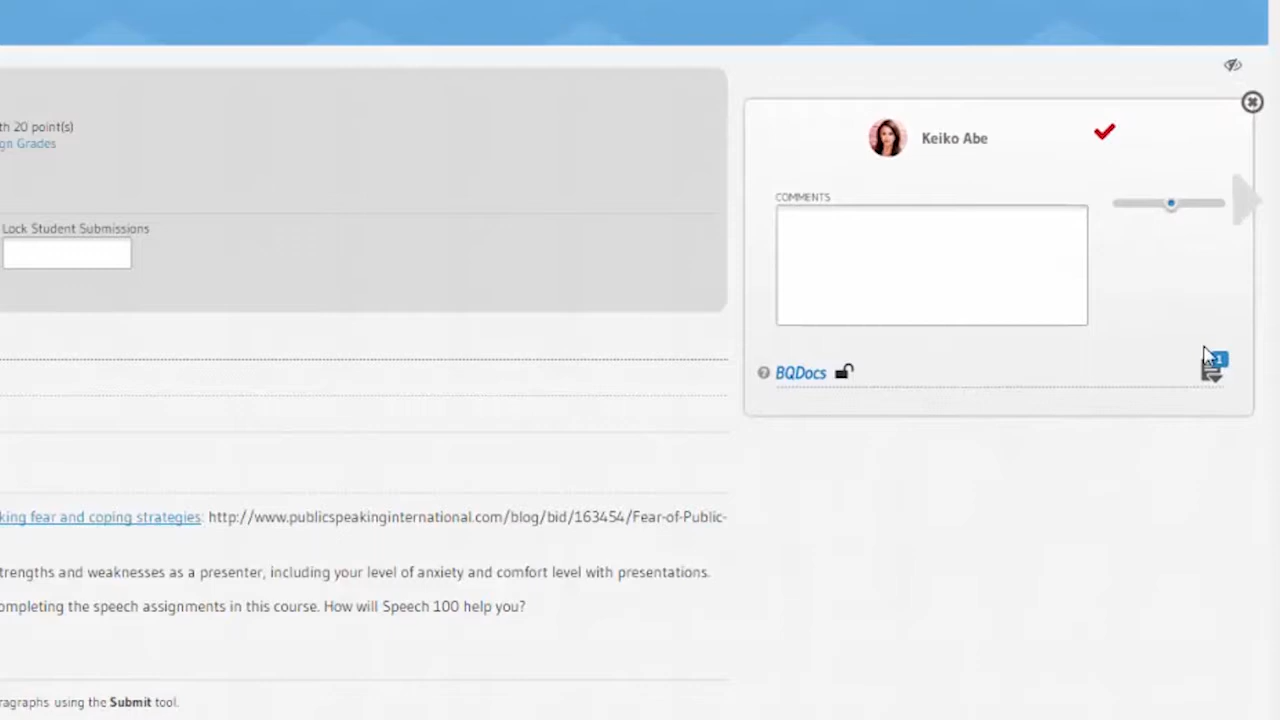 th 20 point(s)
gn Grades
Lock Student Submissions
Keiko Abe
COMMENTS
BQDocs
1
king fear and coping strategies: http://www.publicspeakinginternational.com/blog/bid/163454/Fear-of-Public-
trengths and weaknesses as a presenter, including your level of anxiety and comfort level with presentations.
ompleting the speech assignments in this course. How will Speech 100 help you?
ragraphs using the Submit tool.